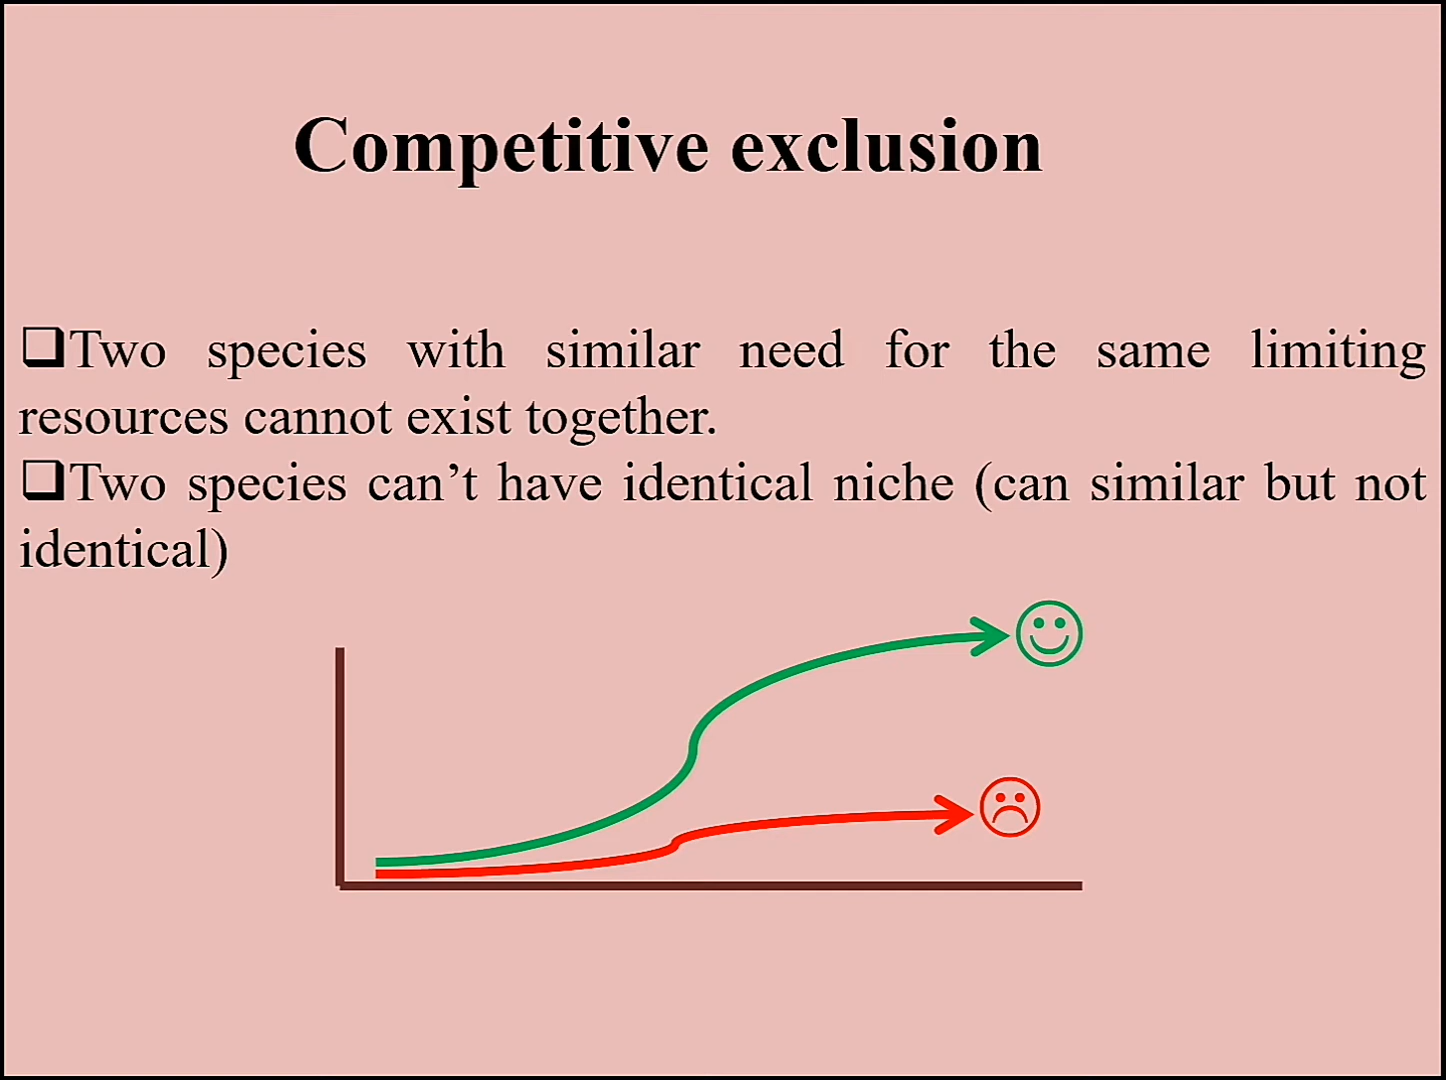 Competitive exclusion
❑Two species with similar need for the same limiting
resources cannot exist together.
❑Two species can’t have identical niche (can similar but not
identical)